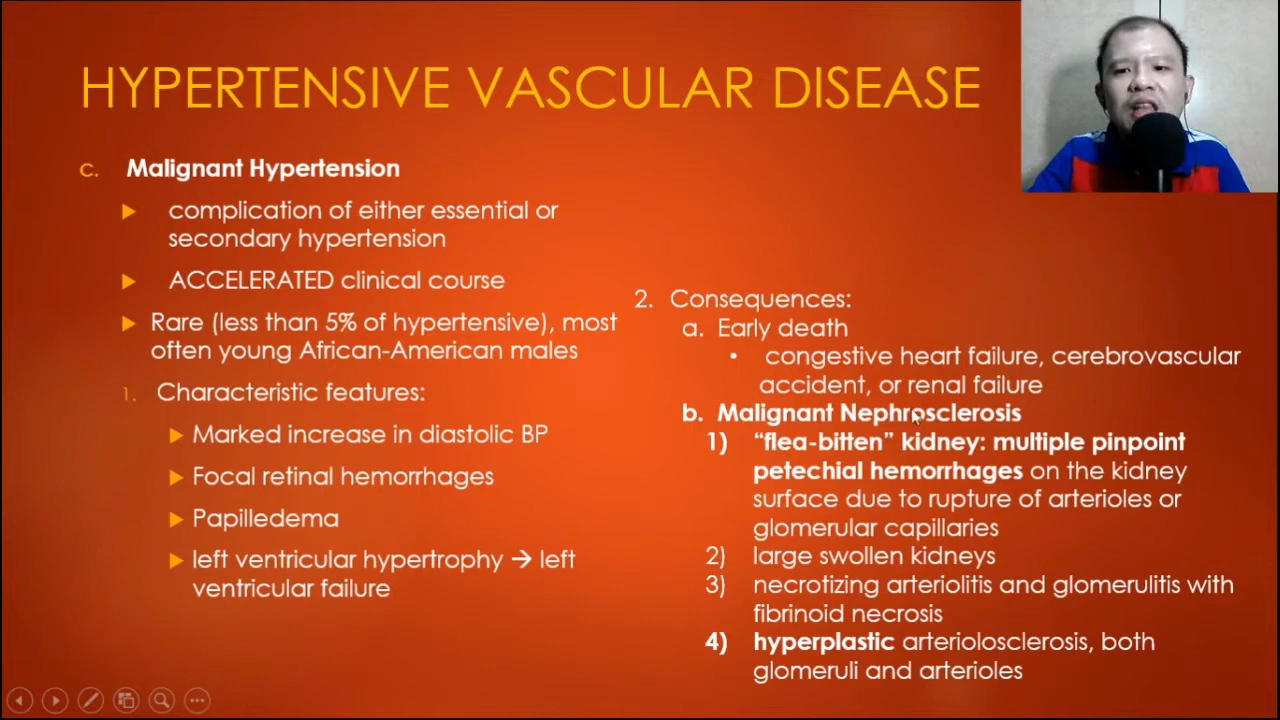 HYPERTENSIVE VASCULAR DISEASE
c. Malignant Hypertension
complication of either essential or
secondary hypertension
ACCELERATED clinical course
Rare (less than 5% of hypertensive), most
often young African-American males
1. Characteristic features:
Marked increase in diastolic BP
Focal retinal hemorrhages
Papilledema
left ventricular hypertrophy → left
ventricular failure
2. Consequences:
a. Early death
• congestive heart failure, cerebrovascular
accident, or renal failure
b. Malignant Nephrosclerosis
1) “flea-bitten” kidney: multiple pinpoint
petechial hemorrhages on the kidney
surface due to rupture of arterioles or
glomerular capillaries
2) large swollen kidneys
3) necrotizing arteriolitis and glomerulitis with
fibrinoid necrosis
4) hyperplastic arteriolosclerosis, both
glomeruli and arterioles